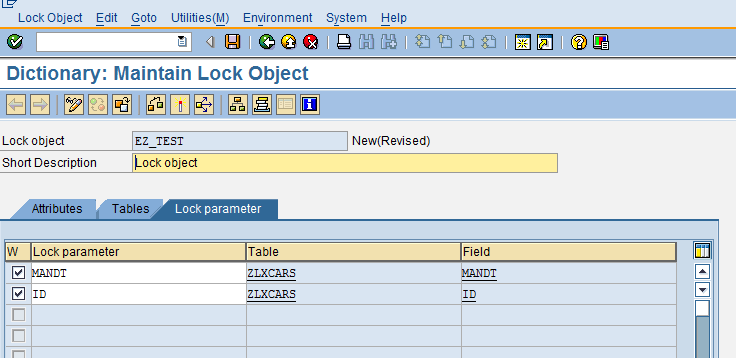 Lock Object Edit Goto Utilities(M) Environment System Help
Dictionary: Maintain Lock Object
Lock object EZ_TEST New(Revised)
Short Description Lock object
Attributes Tables Lock parameter
W Lock parameter Table Field
MANDT ZLXCARS MANDT
ID ZLXCARS ID